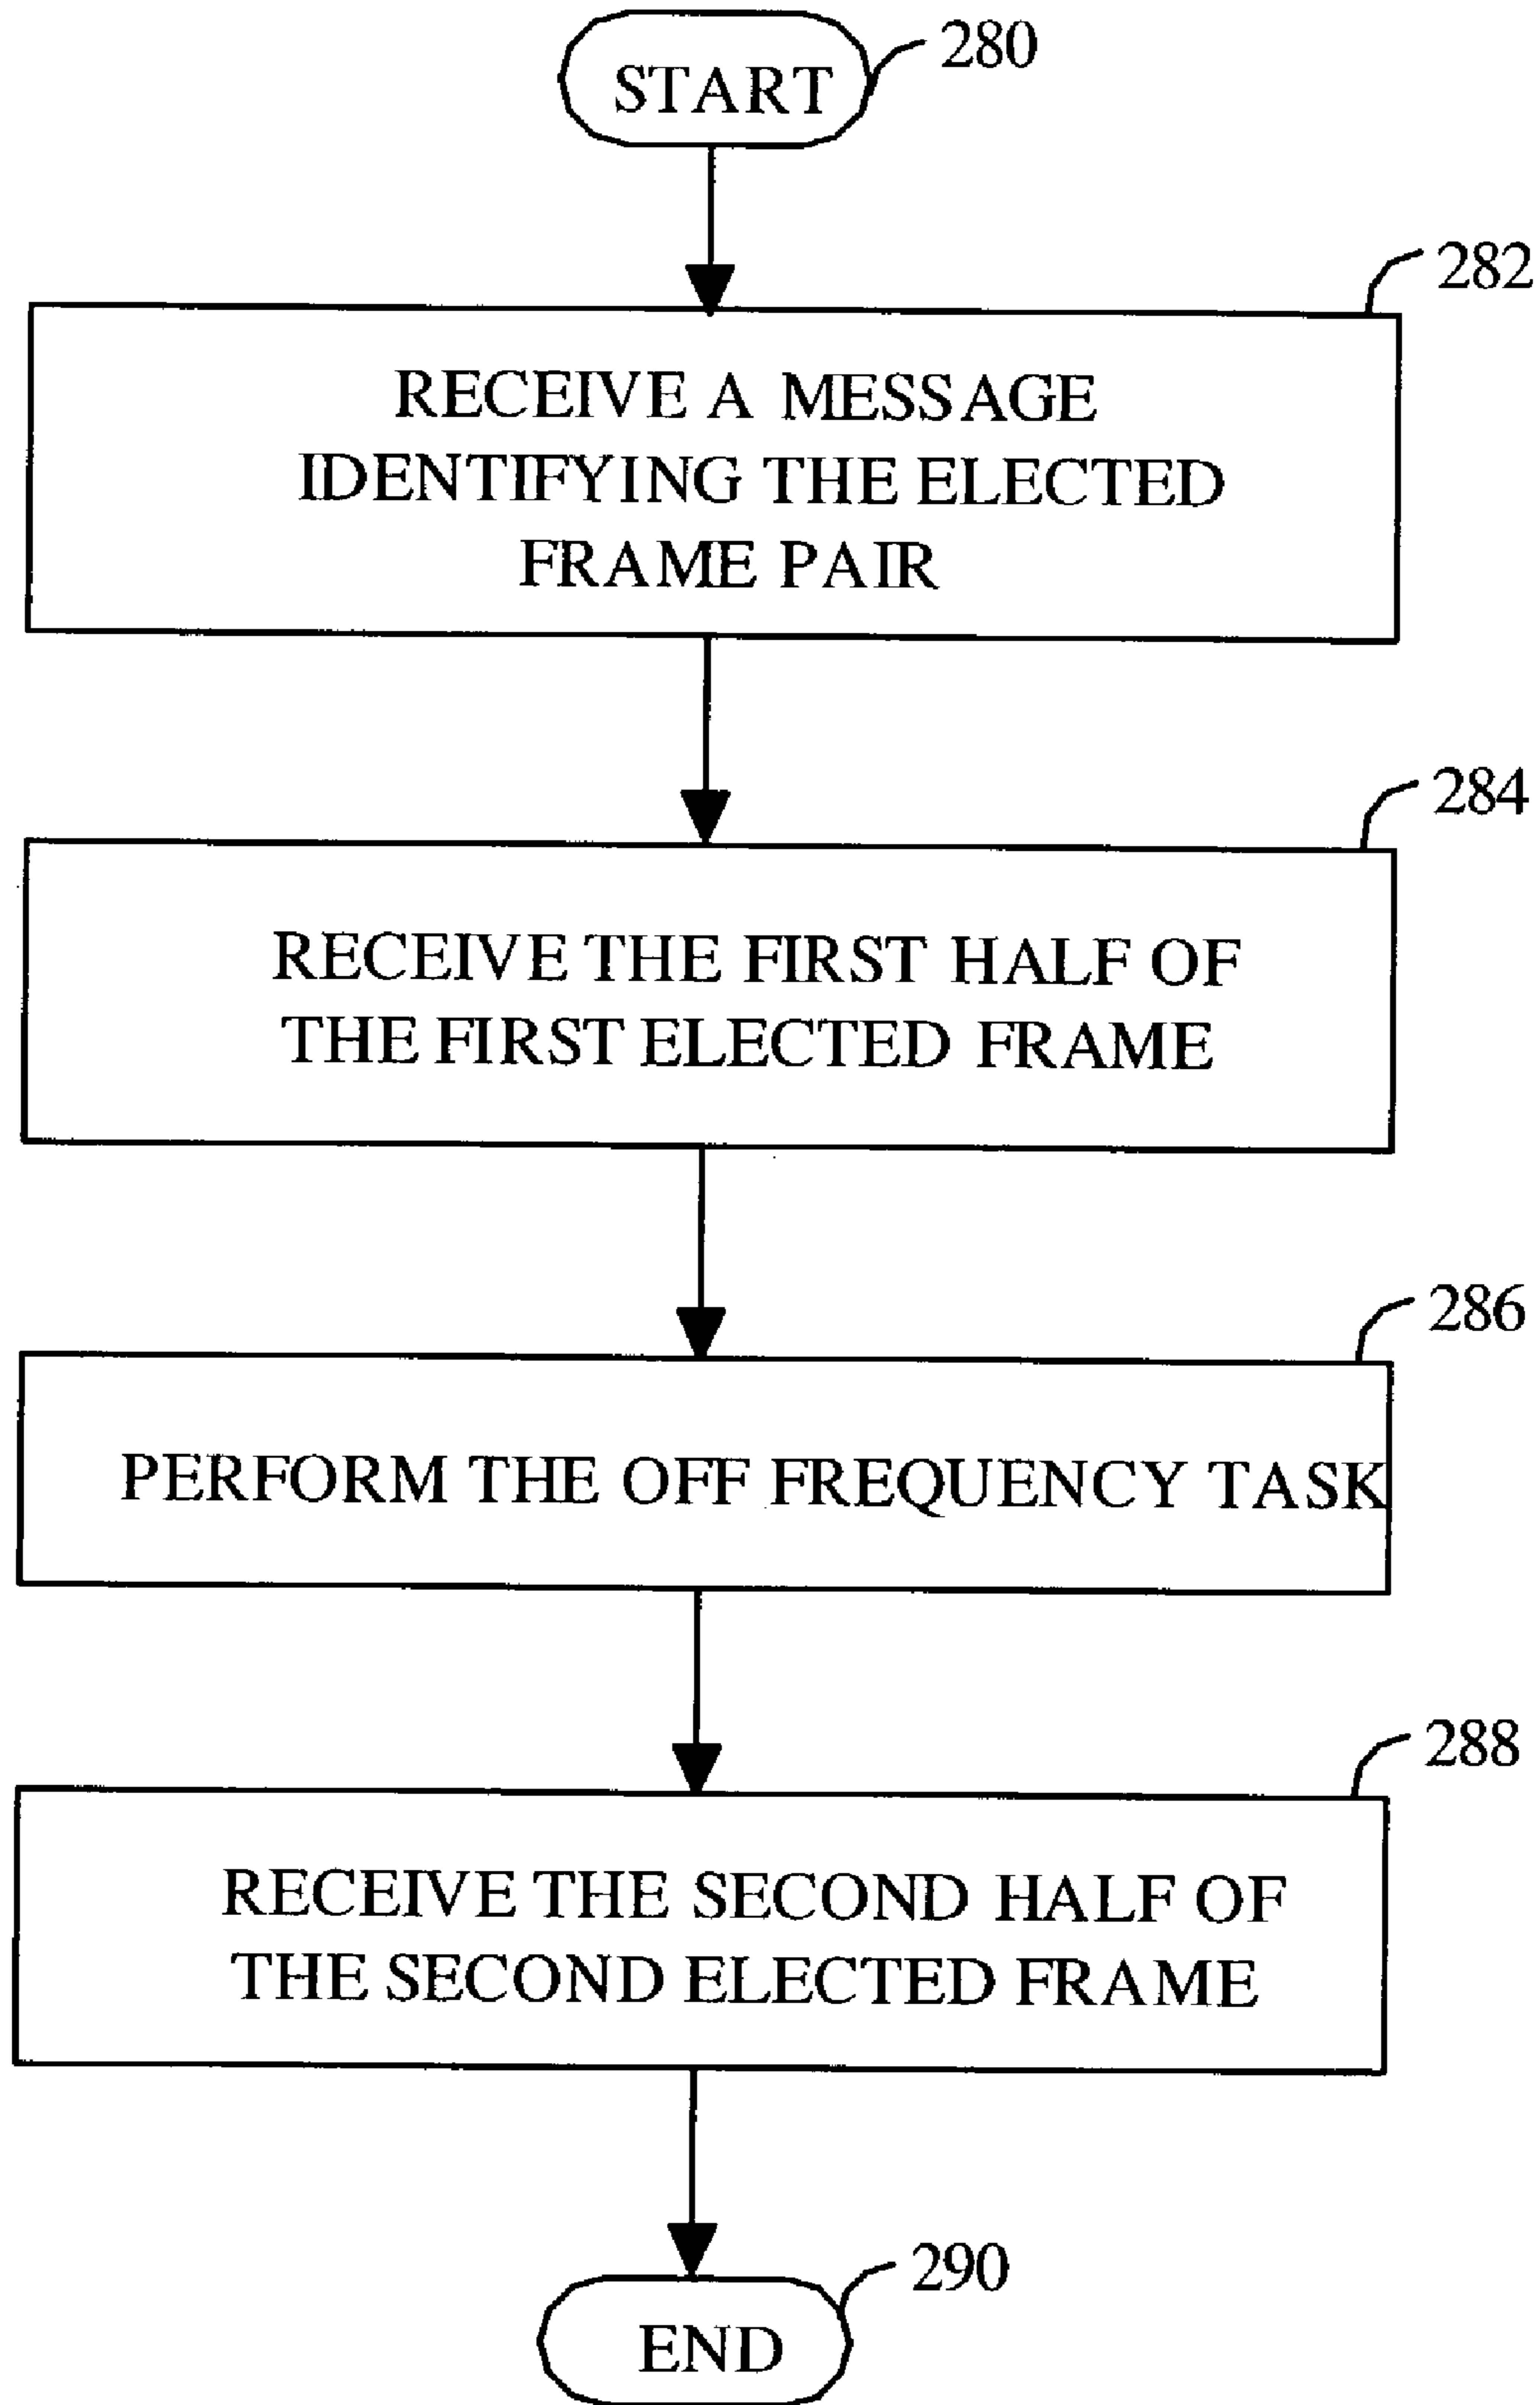 START
280
282
RECEIVE A MESSAGE
IDENTIFYING THE ELECTED
FRAME PAIR
284
RECEIVE THE FIRST HALF OF
THE FIRST ELECTED FRAME
286
PERFORM THE OFF FREQUENCY TASK
288
RECEIVE THE SECOND HALF OF
THE SECOND ELECTED FRAME
290
END